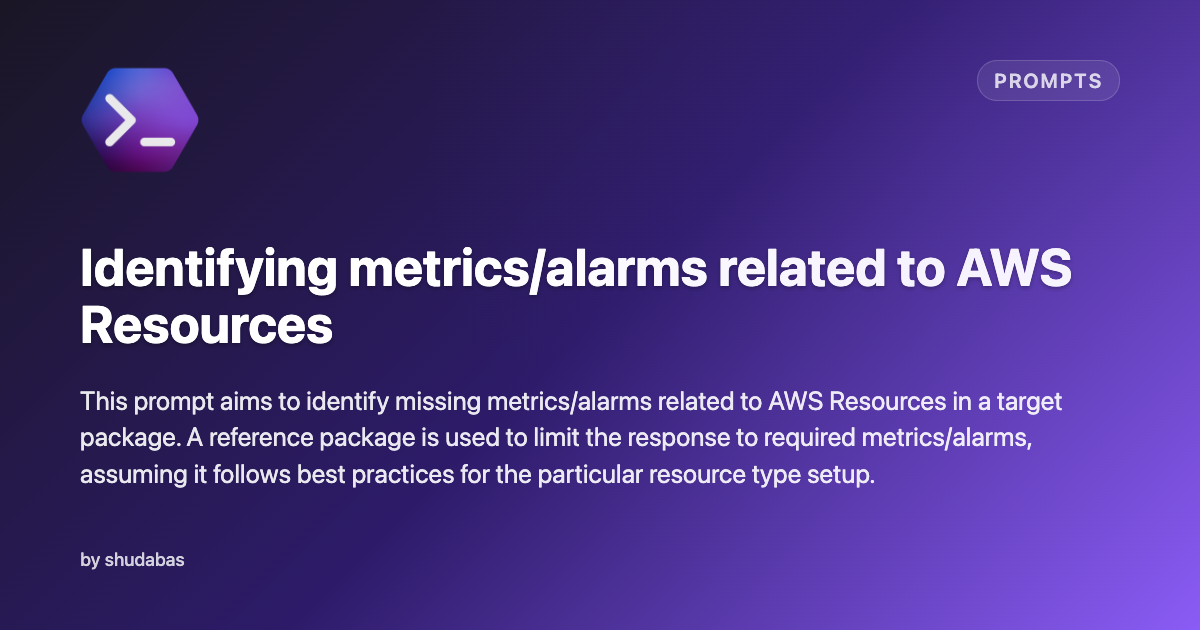 PROMPTS
Identifying metrics/alarms related to AWS
Resources
This prompt aims to identify missing metrics/alarms related to AWS Resources in a target
package. A reference package is used to limit the response to required metrics/alarms,
assuming it follows best practices for the particular resource type setup.
by shudabas